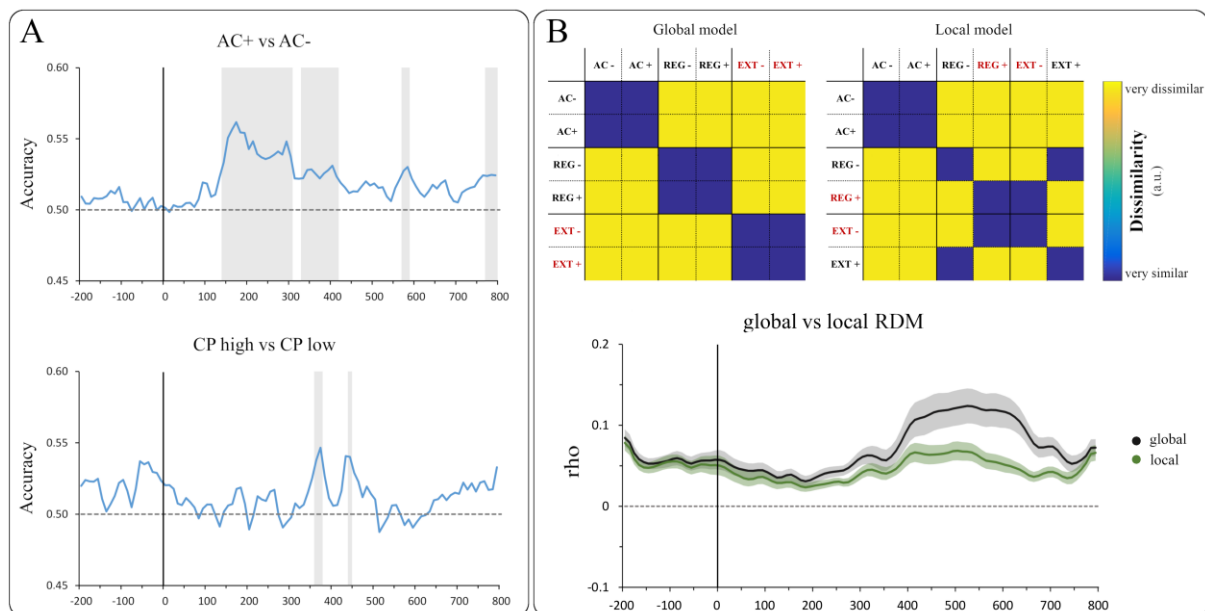 A
AC+ vs AC-
0.60
0.55
0.50
0.45
Accuracy
-200 -100 0 100 200 300 400 500 600 700 800
CP high vs CP low
0.60
0.55
0.50
0.45
Accuracy
-200 -100 0 100 200 300 400 500 600 700 800
B
Global model
AC - AC + REG - REG + EXT - EXT +
AC-
AC+
REG -
REG +
EXT -
EXT +
Local model
AC - AC + REG - REG + EXT - EXT +
AC-
AC+
REG -
REG +
EXT -
EXT +
very dissimilar
Dissimilarity
(a.u.)
very similar
global vs local RDM
0.2
0.1
0
-0.1
rho
-200 -100 0 100 200 300 400 500 600 700 800
global
local